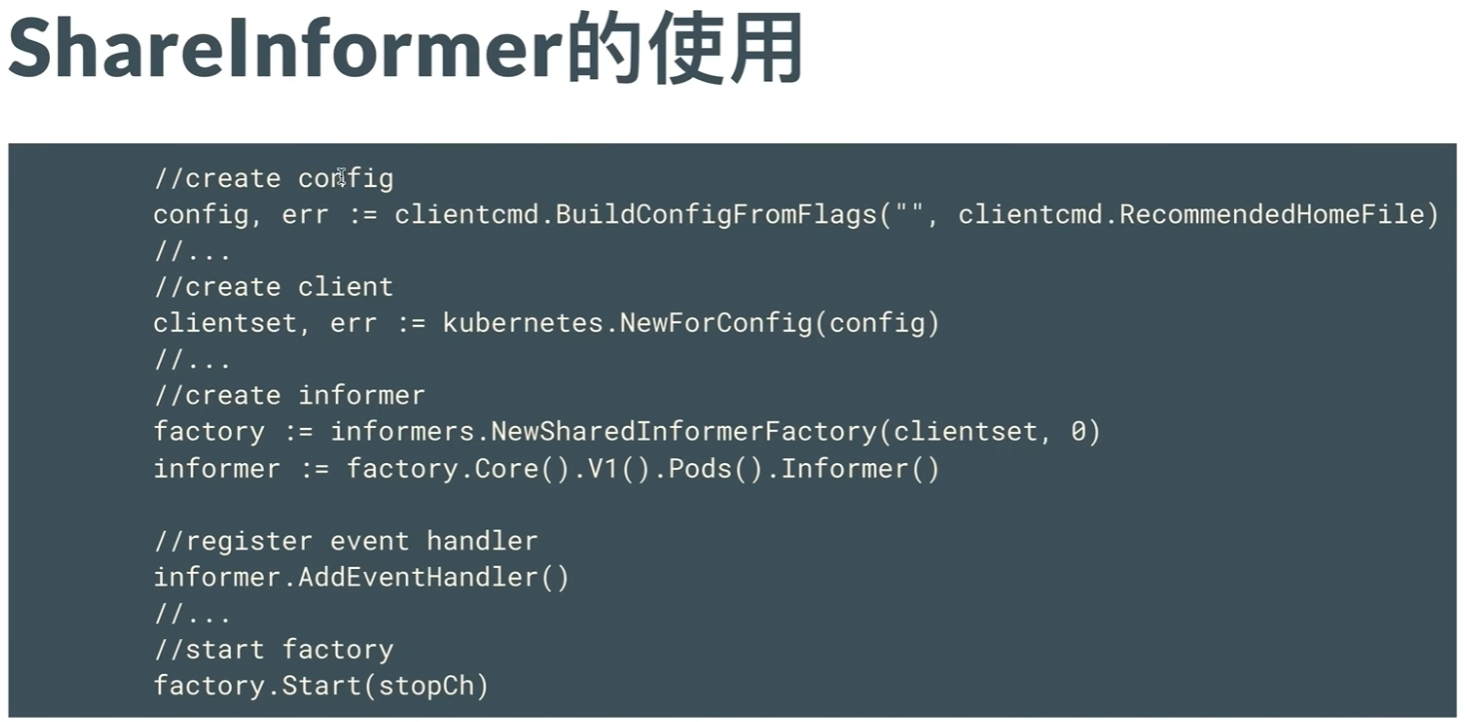 ShareInformer的使用
//create config
config, err := clientcmd.BuildConfigFromFlags("", clientcmd.RecommendedHomeFile)
//...
//create client
clientset, err := kubernetes.NewForConfig(config)
//...
//create informer
factory := informers.NewSharedInformerFactory(clientset, 0)
informer := factory.Core().V1().Pods().Informer()
//register event handler
informer.AddEventHandler()
//...
//start factory
factory.Start(stopCh)